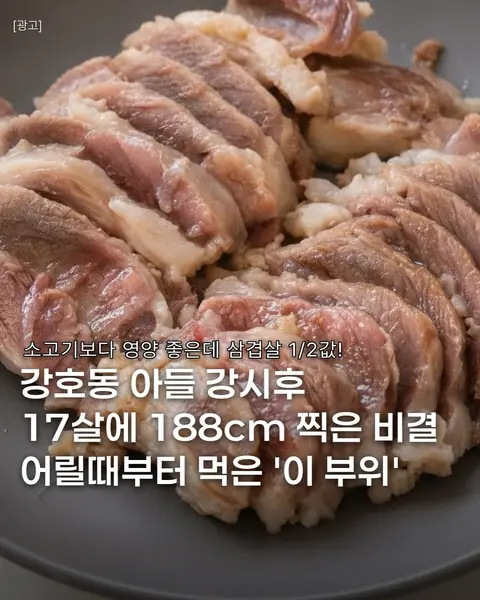 [광고]
소고기보다 영양 좋은데 삼겹살 1/2값!
강호동 아들 강시후
17살에 188cm 찍은 비결
어릴때부터 먹은 '이 부위'